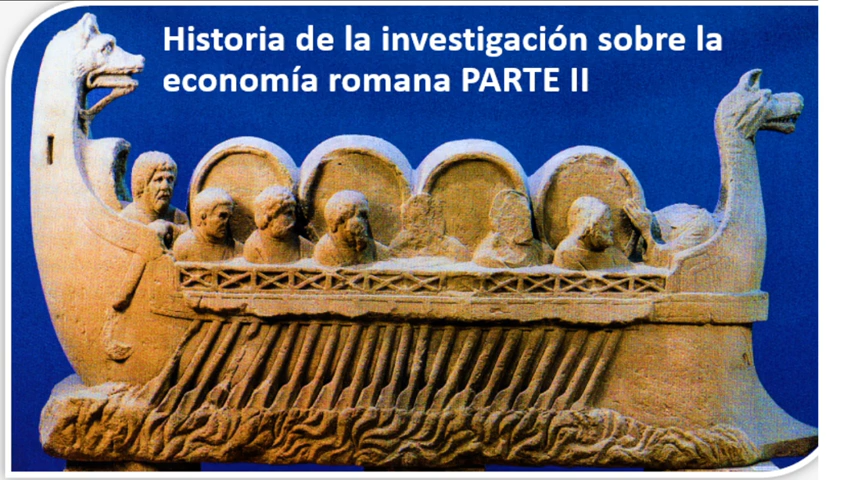 Historia de la investigación sobre la
economía romana PARTE II